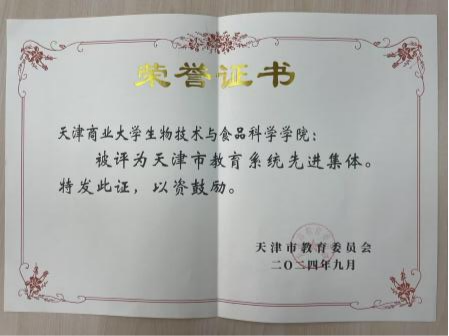 荣誉证书
天津商业大学生物技术与食品科学学院：
被评为天津市教育系统先进集体。
特发此证，以资鼓励。
天津市教育委员会
二〇二四年九月